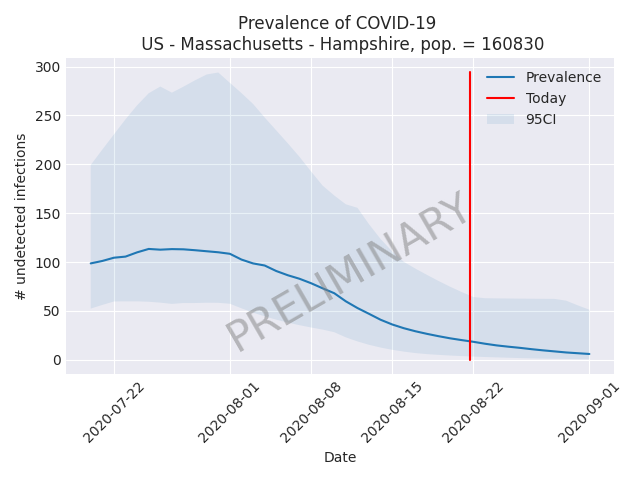 Prevalence of COVID-19
US - Massachusetts - Hampshire, pop. = 160830
# undetected infections
300
250
200
150
100
50
0
Prevalence
Today
95CI
PRELIMINARY
2020-07-22
2020-08-01
2020-08-08
2020-08-15
2020-08-22
2020-09-01
Date